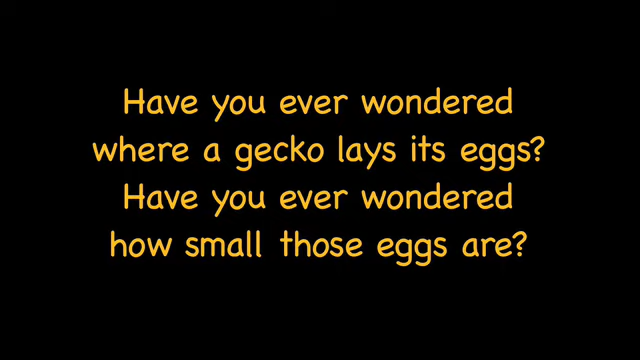 Have you ever wondered
where a gecko lays its eggs?
Have you ever wondered
how small those eggs are?